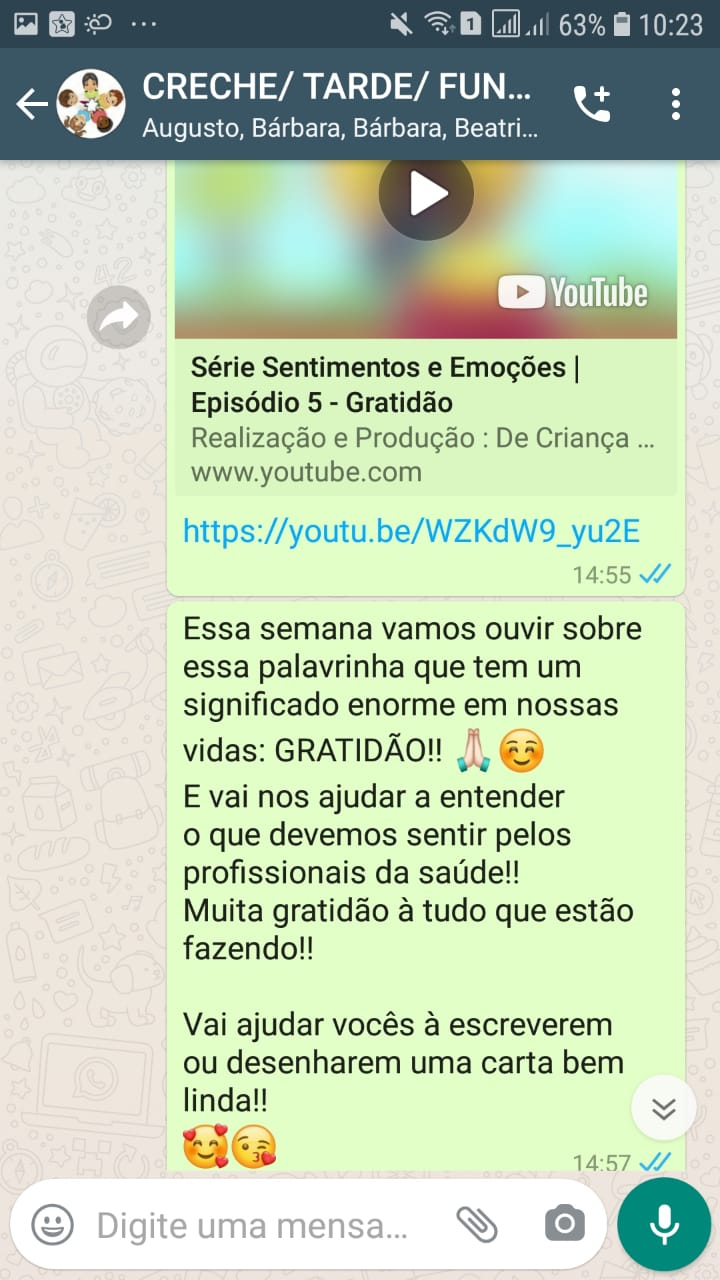 63% 10:23
CRECHE/ TARDE/ FUN...
Augusto, Bárbara, Bárbara, Beatri...
YouTube
Série Sentimentos e Emoções |
Episódio 5 - Gratidão
Realização e Produção : De Criança ...
www.youtube.com
https://youtu.be/WZKdW9_yu2E
14:55
Essa semana vamos ouvir sobre
essa palavrinha que tem um
significado enorme em nossas
vidas: GRATIDÃO!! 🙏🏻☺️
E vai nos ajudar a entender
o que devemos sentir pelos
profissionais da saúde!!
Muita gratidão à tudo que estão
fazendo!!
Vai ajudar vocês à escreverem
ou desenharem uma carta bem
linda!!
🥰😘
14:57
Digite uma mensa...